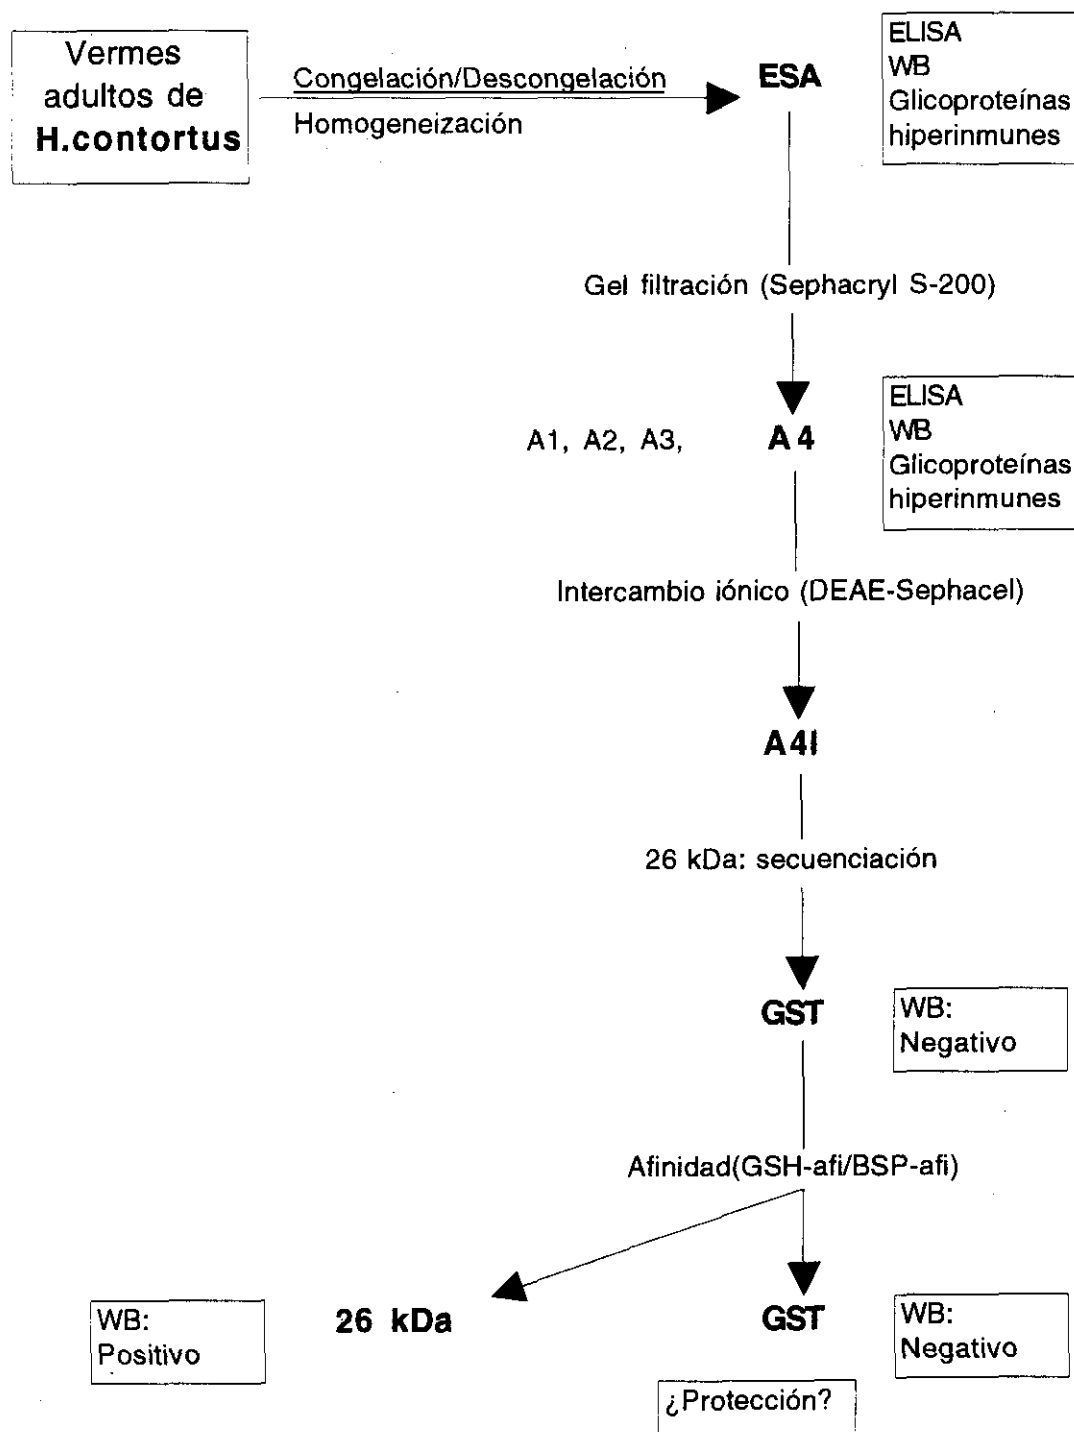 Vermes
adultos de
H.contortus
Congelación/Descongelación
Homogeneización
ESA
ELISA
WB
Glicoproteínas
hiperinmunes
Gel filtración (Sephacryl S-200)
A1, A2, A3,
A4
ELISA
WB
Glicoproteínas
hiperinmunes
Intercambio iónico (DEAE-Sephacel)
A4I
26 kDa: secuenciación
GST
WB:
Negativo
Afinidad(GSH-afi/BSP-afi)
WB:
Positivo
26 kDa
GST
WB:
Negativo
¿Protección?